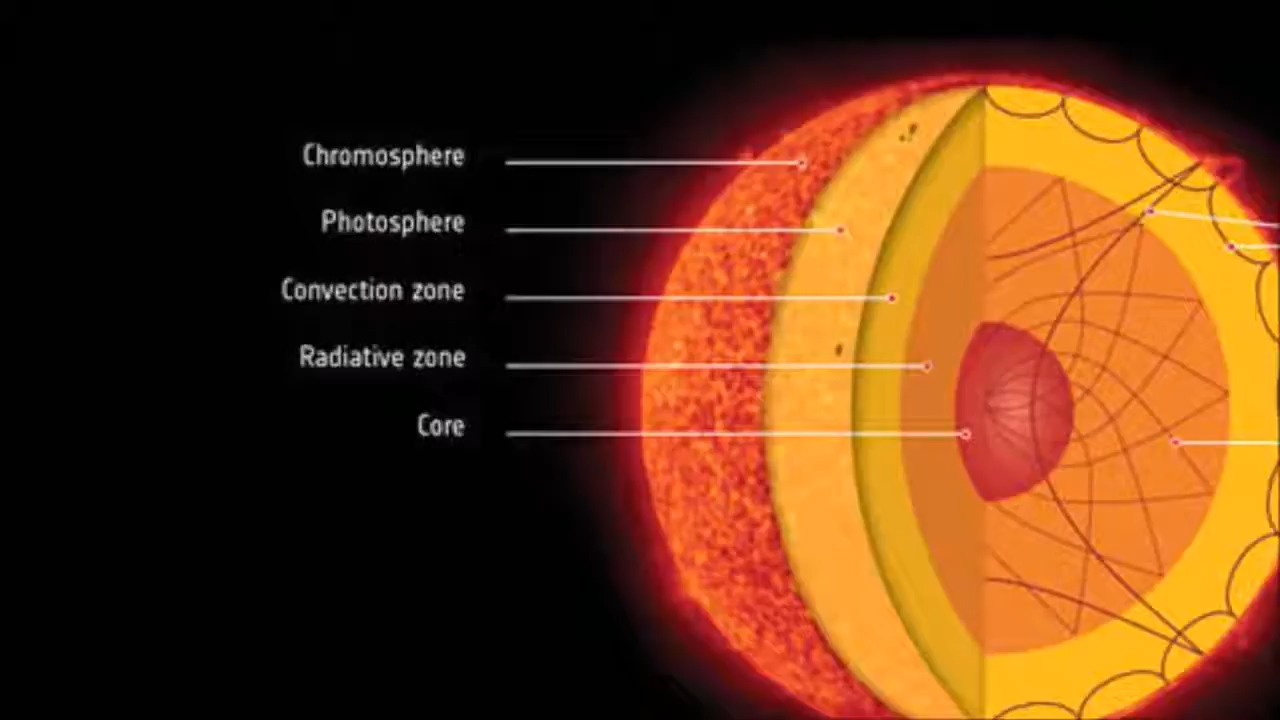 Chromosphere
Photosphere
Convection zone
Radiative zone
Core